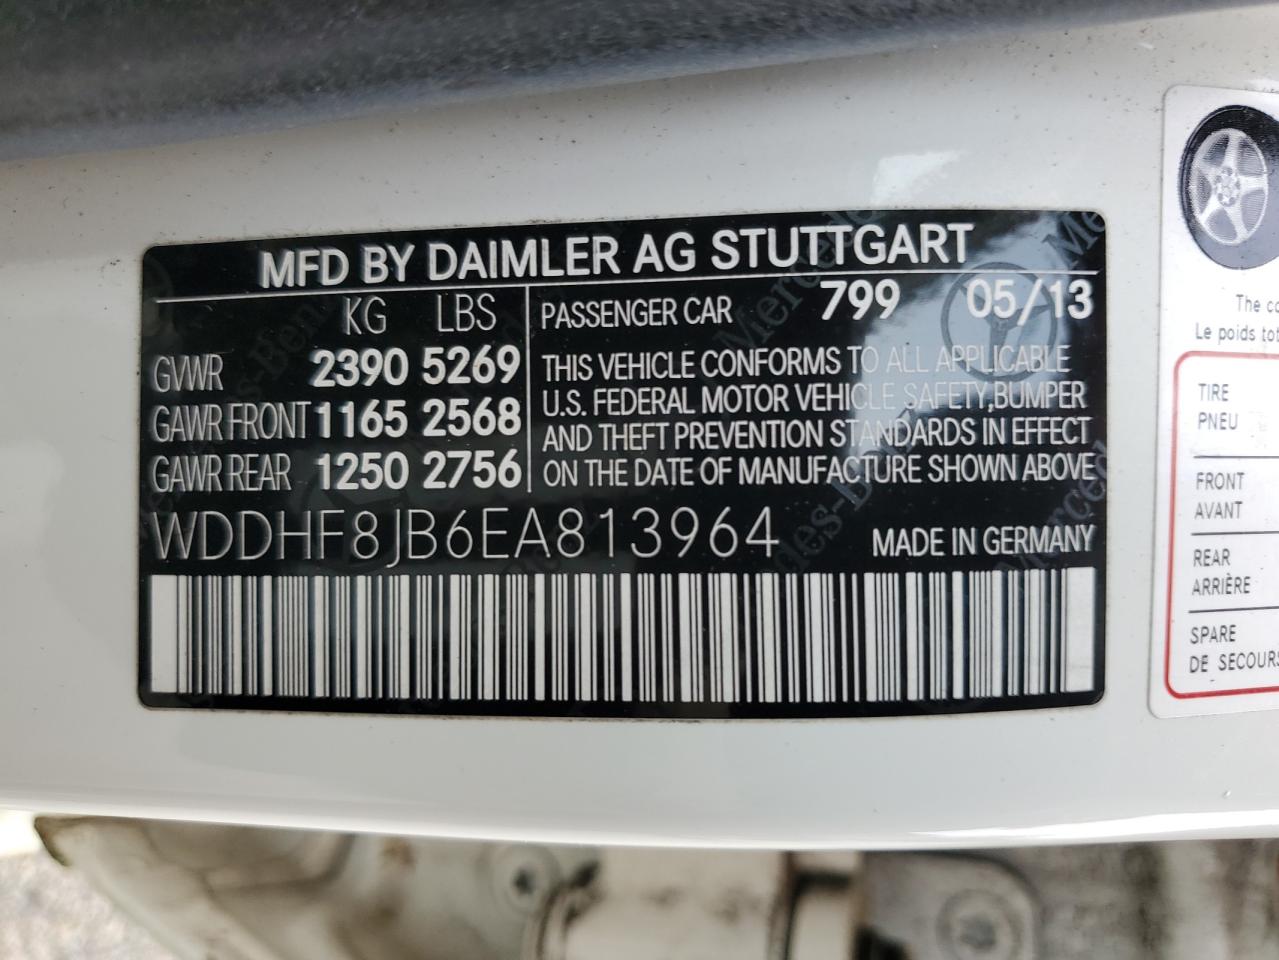 MFD BY DAIMLER AG STUTTGART
KG LBS
GVWR 2390 5269
GAWR FRONT 1165 2568
GAWR REAR 1250 2756
PASSENGER CAR 799 05/13
THIS VEHICLE CONFORMS TO ALL APPLICABLE
U.S. FEDERAL MOTOR VEHICLE SAFETY,BUMPER
AND THEFT PREVENTION STANDARDS IN EFFECT
ON THE DATE OF MANUFACTURE SHOWN ABOVE
WDDHF8JB6EA813964 MADE IN GERMANY
The
Le poids
TIRE
PNEU
FRONT
AVANT
REAR
ARRIÈRE
SPARE
DE SECOURS